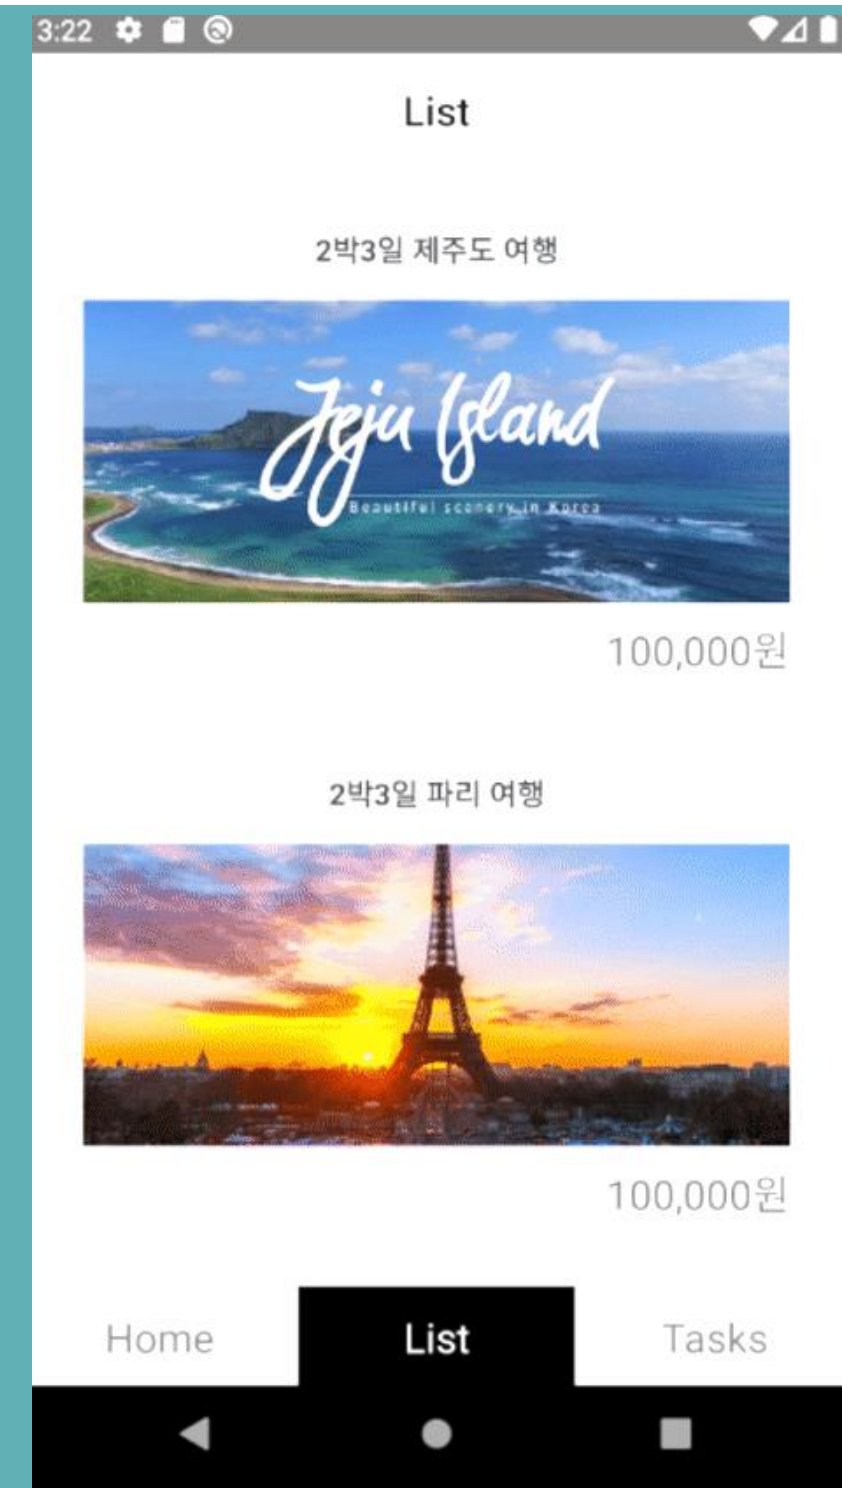 3:22
List
2박3일 제주도 여행
Jeju Island
Beautiful scenery in Korea
100,000원
2박3일 파리 여행
100,000원
Home List Tasks